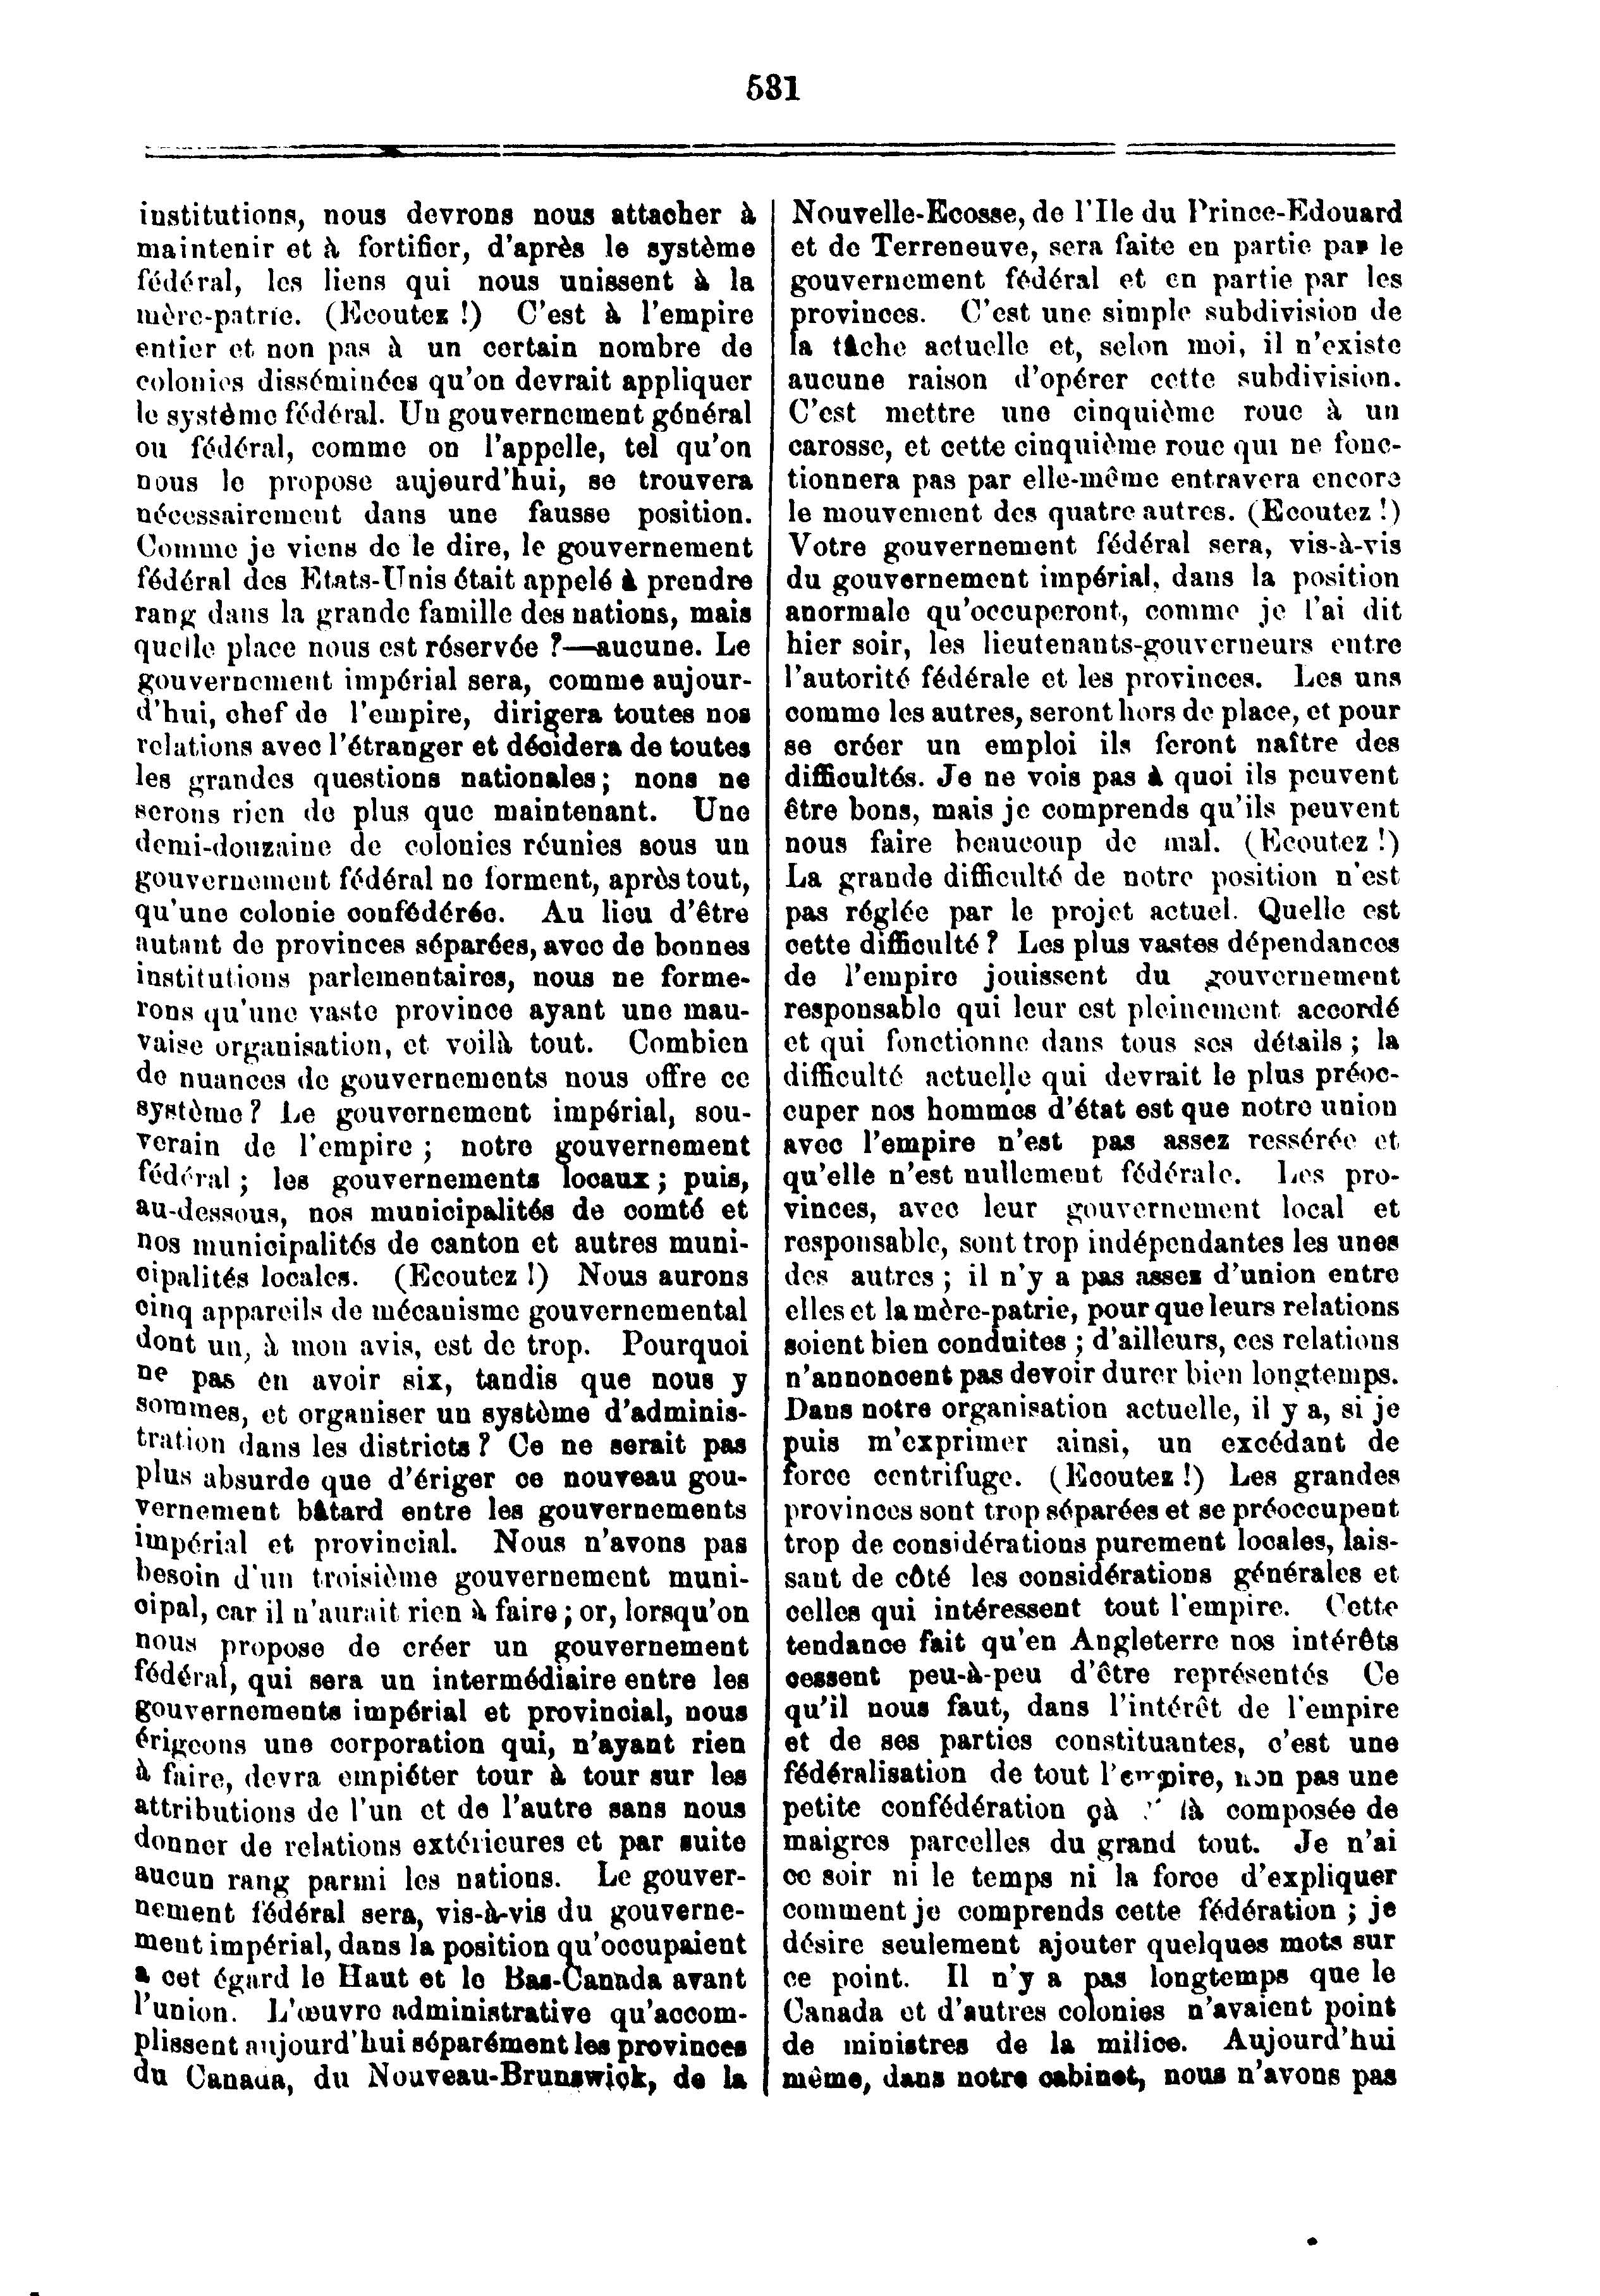 531
institutions, nous devrons nous attacher à
maintenir et à fortifier, d'après le système
fédéral, les liens qui nous unissent à la
mère-patrie. (Ecoutez !) C'est à l'empire
entier et non pas à un certain nombre de
colonies disséminées qu'on devrait appliquer
le système fédéral. Un gouvernement général
ou fédéral, comme on l'appelle, tel qu'on
nous le propose aujourd'hui, se trouvera
nécessairement dans une fausse position.
Comme je viens de le dire, le gouvernement
fédéral des Etats-Unis était appelé à prendre
rang dans la grande famille des nations, mais
quelle place nous est réservée ?—aucune. Le
gouvernement impérial sera, comme aujour-
d'hui, chef de l'empire, dirigera toutes nos
relations avec l'étranger et décidera de toutes
les grandes questions nationales; nons ne
serons rien de plus que maintenant. Une
demi-douzaine de colonies réunies sous un
gouvernement fédéral ne forment, après tout,
qu'une colonie confédérée. Au lieu d'être
autant de provinces séparées, avec de bonnes
institutions parlementaires, nous ne forme-
rons qu'une vaste province ayant une mau-
vaise organisation, et voilà tout. Combien
de nuances de gouvernements nous offre ce
système? Le gouvernement impérial, sou-
verain de l'empire ; notre gouvernement
fédéral ; les gouvernements locaux ; puis,
au-dessous, nos municipalités de comté et
nos municipalités de canton et autres muni-
cipalités locales. (Ecoutez !) Nous aurons
cinq appareils de mécanisme gouvernemental
dont un, à mon avis, est de trop. Pourquoi
ne pas en avoir six, tandis que nous y
sommes, et organiser un système d'adminis-
tration dans les districts ? Ce ne serait pas
plus absurde que d'ériger ce nouveau gou-
vernement bâtard entre les gouvernements
impérial et provincial. Nous n'avons pas
besoin d'un troisième gouvernement muni-
cipal, car il n'aurait rien à faire ; or, lorsqu'on
nous propose de créer un gouvernement
fédéral, qui sera un intermédiaire entre les
gouvernements impérial et provincial, nous
érigeons une corporation qui, n'ayant rien
à faire, devra empiéter tour à tour sur les
attributions de l'un et de l'autre sans nous
donner de relations extérieures et par suite
aucun rang parmi les nations. Le gouver-
nement fédéral sera, vis-à-vis du gouverne-
ment impérial, dans la position qu'occupaient
à cet égard le Haut et le Bas-Canada avant
l'union. L'œuvre administrative qu'accom-
plissent aujourd'hui séparément les provinces
du Canada, du Nouveau-Brunswick, de la
Nouvelle-Ecosse, de l'Ile du Prince-Edouard
et de Terreneuve, sera faite en partie par le
gouvernement fédéral et en partie par les
provinces. C'est une simple subdivision de
la tâche actuelle et, selon moi, il n'existe
aucune raison d'opérer cette subdivision.
C'est mettre une cinquième roue à un
carosse, et cette cinquième roue qui ne fonc-
tionnera pas par elle-même entravera encore
le mouvement des quatre autres. (Ecoutez !)
Votre gouvernement fédéral sera, vis-à-vis
du gouvernement impérial, dans la position
anormale qu'occuperont, comme je l'ai dit
hier soir, les lieutenants-gouverneurs entre
l'autorité fédérale et les provinces. Les uns
comme les autres, seront hors de place, et pour
se créer un emploi ils feront naître des
difficultés. Je ne vois pas à quoi ils peuvent
être bons, mais je comprends qu'ils peuvent
nous faire beaucoup de mal. (Ecoutez !)
La grande difficulté de notre position n'est
pas réglée par le projet actuel. Quelle est
cette difficulté ? Les plus vastes dépendances
de l'empire jouissent du gouvernement
responsable qui leur est pleinement accordé
et qui fonctionne dans tous ses détails ; la
difficulté actuelle qui devrait le plus préoc-
cuper nos hommes d'état est que notre union
avec l'empire n'est pas assez ressérée et
qu'elle n'est nullement fédérale. Les pro-
vinces, avec leur gouvernement local et
responsable, sont trop indépendantes les unes
des autres ; il n'y a pas assez d'union entre
elles et la mère-patrie, pour que leurs relations
soient bien conduites ; d'ailleurs, ces relations
n'annoncent pas devoir durer bien longtemps.
Dans notre organisation actuelle, il y a, si je
puis m'exprimer ainsi, un excédant de
force centrifuge. (Ecoutez !) Les grandes
provinces sont trop séparées et se préoccupent
trop de considérations purement locales, lais-
sant de côté les considérations générales et
celles qui intéressent tout l'empire. Cette
tendance fait qu'en Angleterre nos intérêts
cessent peu-à-peu d'être représentés Ce
qu'il nous faut, dans l'intérêt de l'empire
et de ses parties constituantes, c'est une
fédéralisation de tout l'empire, non pas une
petite confédération çà là composée de
maigres parcelles du grand tout. Je n'ai
ce soir ni le temps ni la force d'expliquer
comment je comprends cette fédération ; je
désire seulement ajouter quelques mots sur
ce point. Il n'y a pas longtemps que le
Canada et d'autres colonies n'avaient point
de ministres de la milice. Aujourd'hui
même, dans notre cabinet, nous n'avons pas